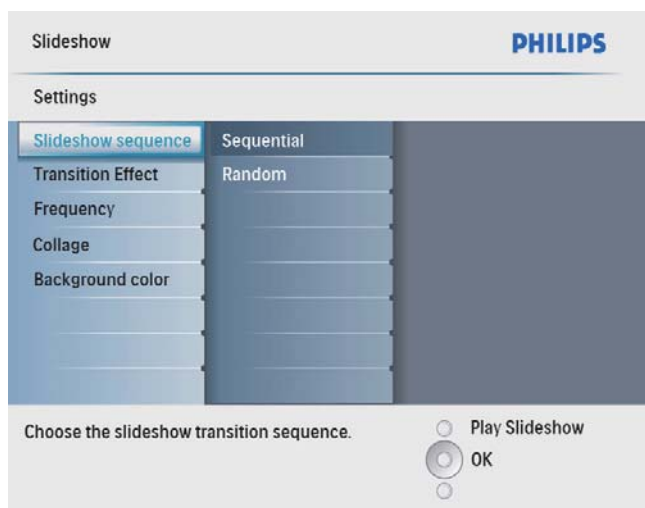 Slideshow
PHILIPS
Settings
Slideshow sequence
Transition Effect
Frequency
Collage
Background color
Sequential
Random
Choose the slideshow transition sequence.
Play Slideshow
OK